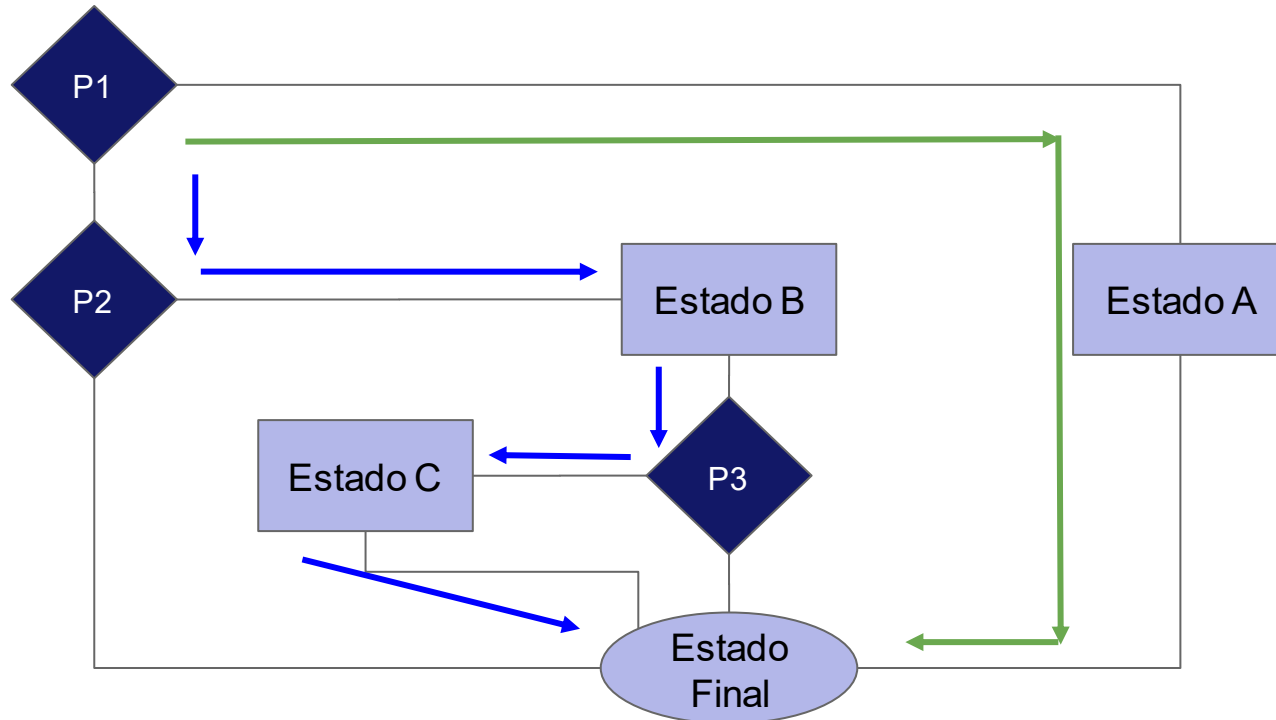 P1
P2
Estado B
Estado A
Estado C
P3
Estado
Final